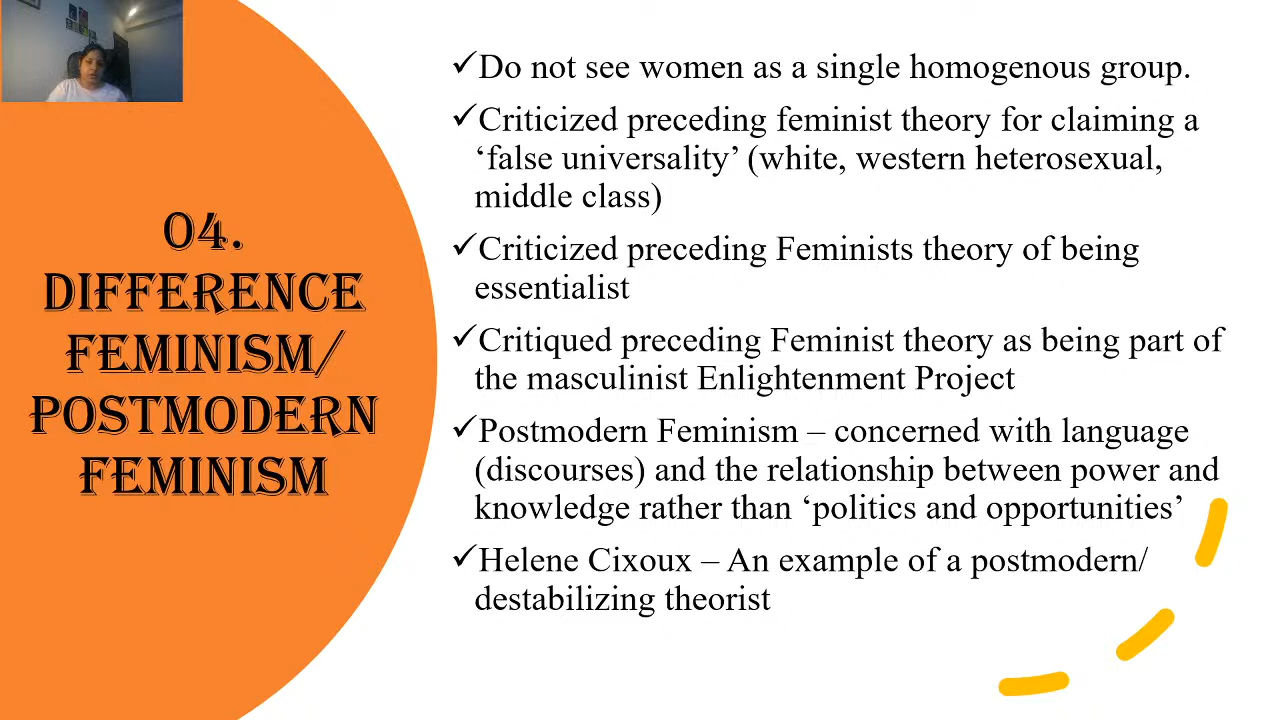 04.
DIFFERENCE
FEMINISM/
POSTMODERN
FEMINISM
✓Do not see women as a single homogenous group.
✓Criticized preceding feminist theory for claiming a
‘false universality’ (white, western heterosexual,
middle class)
✓Criticized preceding Feminists theory of being
essentialist
✓Critiqued preceding Feminist theory as being part of
the masculinist Enlightenment Project
✓Postmodern Feminism – concerned with language
(discourses) and the relationship between power and
knowledge rather than ‘politics and opportunities’
✓Helene Cixoux – An example of a postmodern/
destabilizing theorist